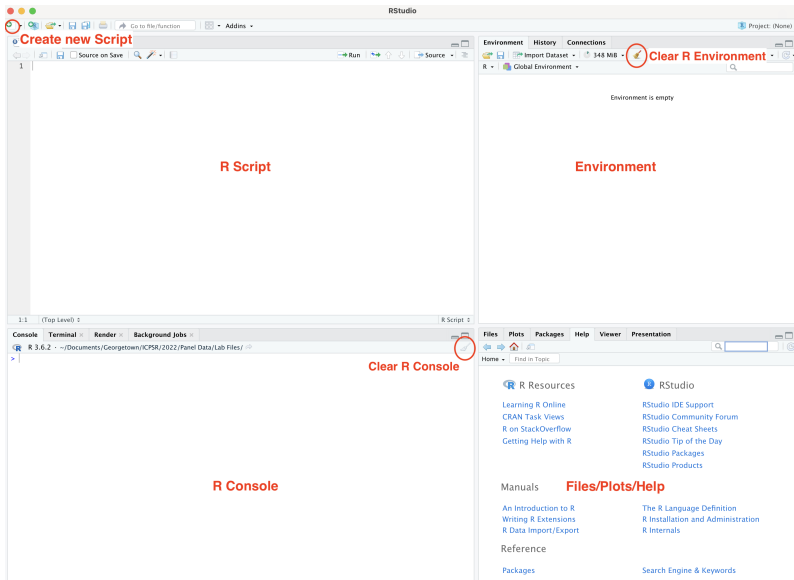 RStudio
Go to file/function
Addins
Project: (None)
Create new Script
Source on Save
Run
Source
1
R Script
1:1 (Top Level)
R Script
Environment History Connections
Import Dataset
348 MiB
Clear R Environment
R
Global Environment
Environment is empty
Environment
Console Terminal Render Background Jobs
R 3.6.2 · ~/Documents/Georgetown/ICPSR/2022/Panel Data/Lab Files/
>
Clear R Console
R Console
Files Plots Packages Help Viewer Presentation
Home Find in Topic
R Resources
Learning R Online
CRAN Task Views
R on StackOverflow
Getting Help with R
RStudio
RStudio IDE Support
RStudio Community Forum
RStudio Cheat Sheets
RStudio Tip of the Day
RStudio Packages
RStudio Products
Manuals
Files/Plots/Help
An Introduction to R
Writing R Extensions
R Data Import/Export
The R Language Definition
R Installation and Administration
R Internals
Reference
Packages
Search Engine & Keywords